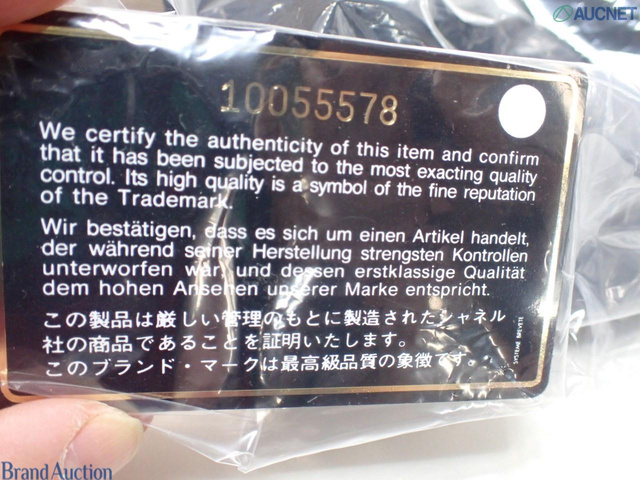 AUCNET
10055578
We certify the authenticity of this item and confirm
that it has been subjected to the most exacting quality
control. Its high quality is a symbol of the fine reputation
of the Trademark.
Wir bestätigen, dass es sich um einen Artikel handelt,
der während seiner Herstellung strengsten Kontrollen
unterworfen war, und dessen erstklassige Qualität
dem hohen Ansehen unserer Marke entspricht.
この製品は厳しい管理のもとに製造されたシャネル
社の商品であることを証明いたします。
このブランド・マークは最高級品質の象徴です。
SYSTEME BREVETE
Brand Auction